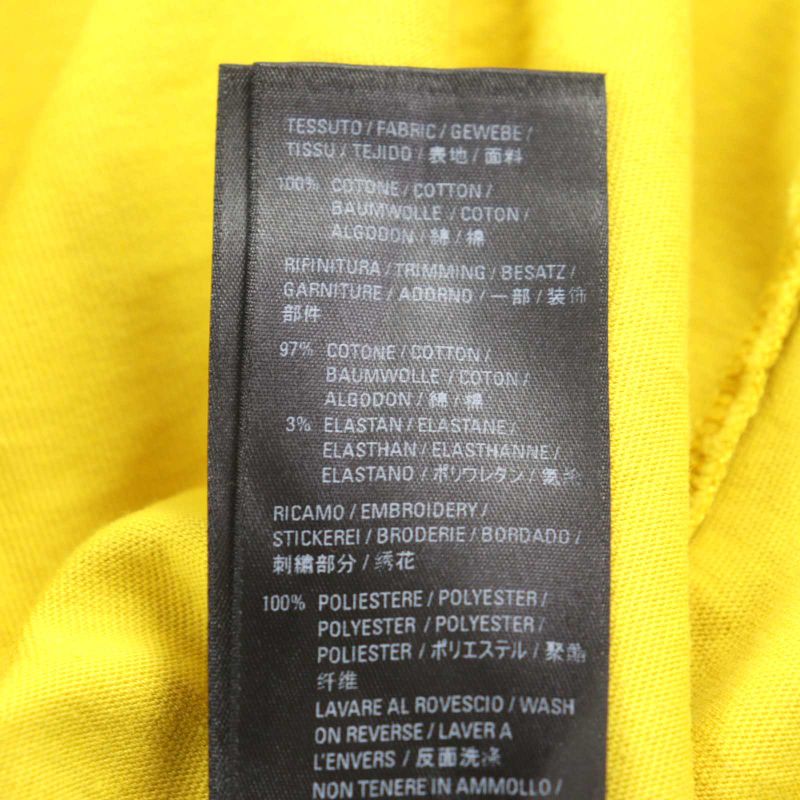 TESSUTO / FABRIC / GEWEBE /
TISSU / TEJIDO / 表地 / 面料
100% COTONE / COTTON /
BAUMWOLLE / COTON /
ALGODON / 綿 / 棉
RIFINITURA / TRIMMING / BESATZ /
GARNITURE / ADORNO / 一部 / 装饰
部件
97% COTONE / COTTON /
BAUMWOLLE / COTON /
ALGODON / 綿 / 棉
3% ELASTAN / ELASTANE /
ELASTHAN / ELASTHANNE /
ELASTANO / ポリウレタン / 氨纶
RICAMO / EMBROIDERY /
STICKEREI / BRODERIE / BORDADO /
刺繍部分 / 绣花
100% POLIESTERE / POLYESTER /
POLYESTER / POLYESTER /
POLIESTER / ポリエステル / 聚酯
纤维
LAVARE AL ROVESCIO / WASH
ON REVERSE / LAVER A
L'ENVERS / 反面洗涤
NON TENERE IN AMMOLLO /